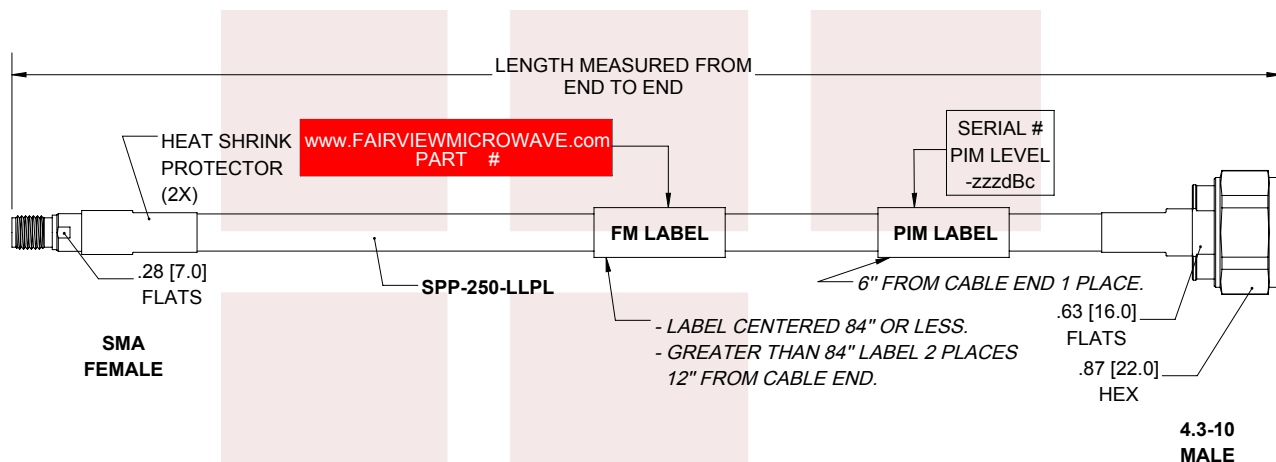 LENGTH MEASURED FROM
END TO END
HEAT SHRINK
PROTECTOR
(2X)
www.FAIRVIEWMICROWAVE.com
PART #
SERIAL #
PIM LEVEL
-zzzdBc
FM LABEL
PIM LABEL
.28 [7.0]
FLATS
SPP-250-LLPL
6" FROM CABLE END 1 PLACE.
.63 [16.0]
FLATS
- LABEL CENTERED 84" OR LESS.
- GREATER THAN 84" LABEL 2 PLACES
12" FROM CABLE END.
.87 [22.0]
HEX
SMA
FEMALE
4.3-10
MALE